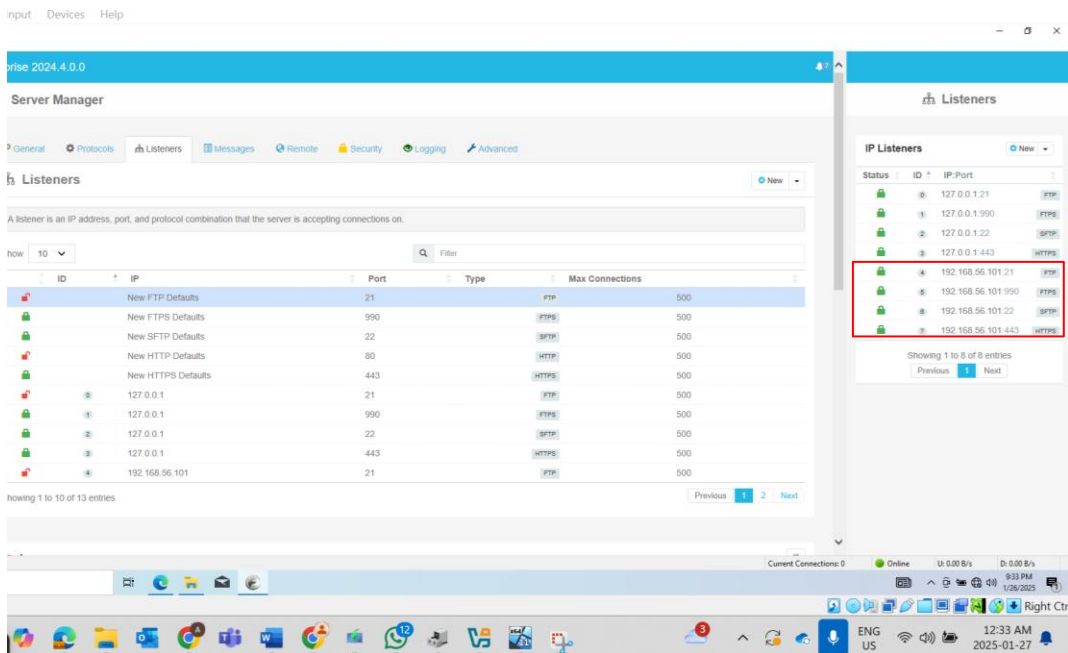 Input Devices Help
prise 2024.4.0.0
Server Manager
General Protocols Listeners Messages Remote Security Logging Advanced
Listeners
New
A listener is an IP address, port, and protocol combination that the server is accepting connections on.
how 10
Filter
ID IP Port Type Max Connections
New FTP Defaults 21 FTP 500
New FTPS Defaults 990 FTPS 500
New SFTP Defaults 22 SFTP 500
New HTTP Defaults 80 HTTP 500
New HTTPS Defaults 443 HTTPS 500
0 127.0.0.1 21 FTP 500
1 127.0.0.1 990 FTPS 500
2 127.0.0.1 22 SFTP 500
3 127.0.0.1 443 HTTPS 500
4 192.168.56.101 21 FTP 500
howing 1 to 10 of 13 entries
Previous 1 2 Next
Listeners
IP Listeners New
Status ID IP:Port
0 127.0.0.1:21 FTP
1 127.0.0.1:990 FTPS
2 127.0.0.1:22 SFTP
3 127.0.0.1:443 HTTPS
4 192.168.56.101:21 FTP
5 192.168.56.101:990 FTPS
6 192.168.56.101:22 SFTP
7 192.168.56.101:443 HTTPS
Showing 1 to 8 of 8 entries
Previous 1 Next
Current Connections: 0 Online U: 0.00 B/s D: 0.00 B/s
9:33 PM
1/26/2025
Right Ctr
12
3
ENG
US
12:33 AM
2025-01-27